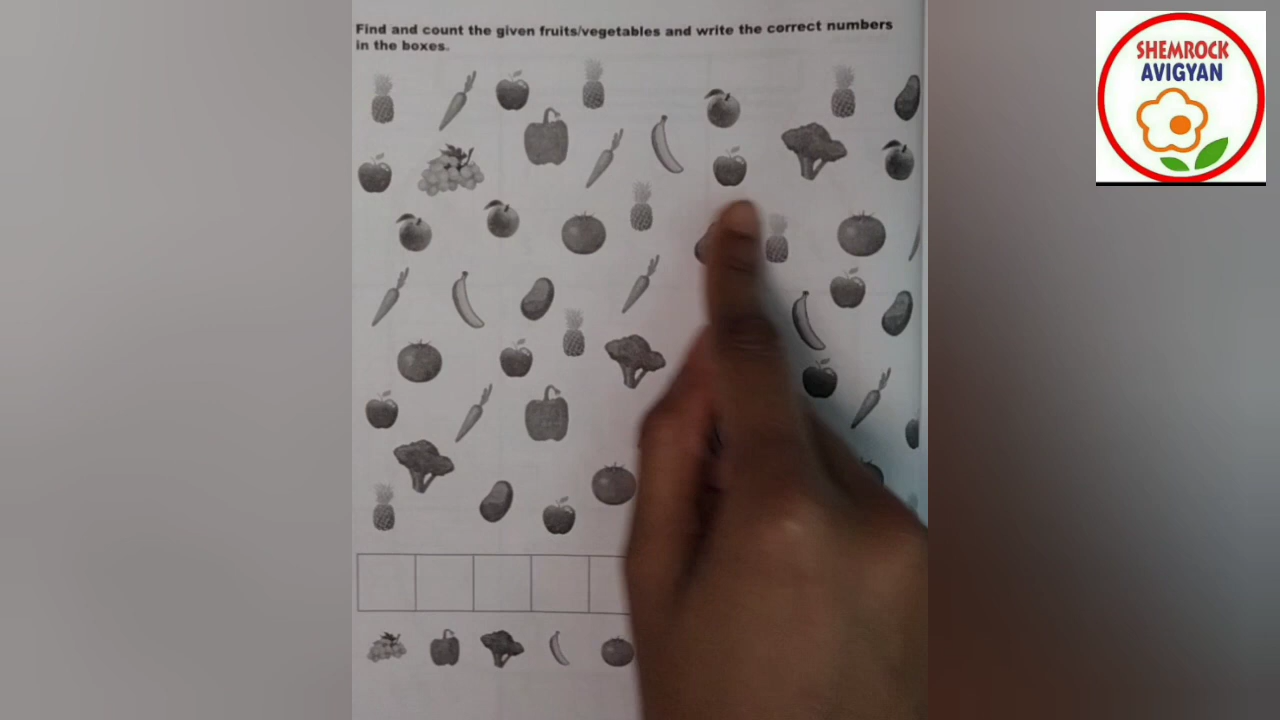 Find and count the given fruits/vegetables and write the correct numbers
in the boxes.
SHEMROCK
AVIGYAN